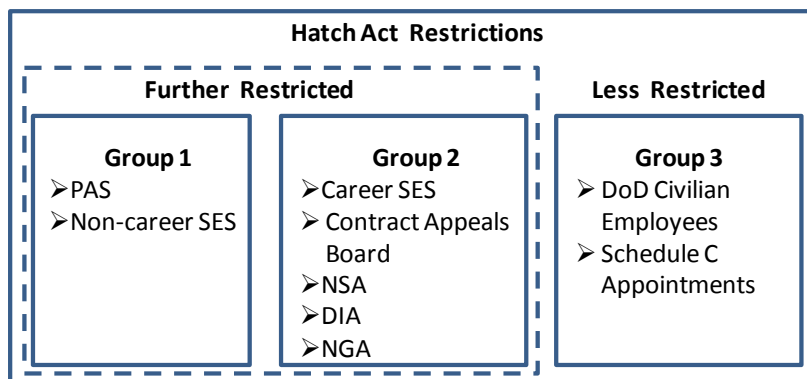 Hatch Act Restrictions
Further Restricted
Less Restricted
Group 1
➢PAS
➢Non-career SES
Group 2
➢Career SES
➢ Contract Appeals
Board
➢NSA
➢DIA
➢NGA
Group 3
➢ DoD Civilian
Employees
➢ Schedule C
Appointments